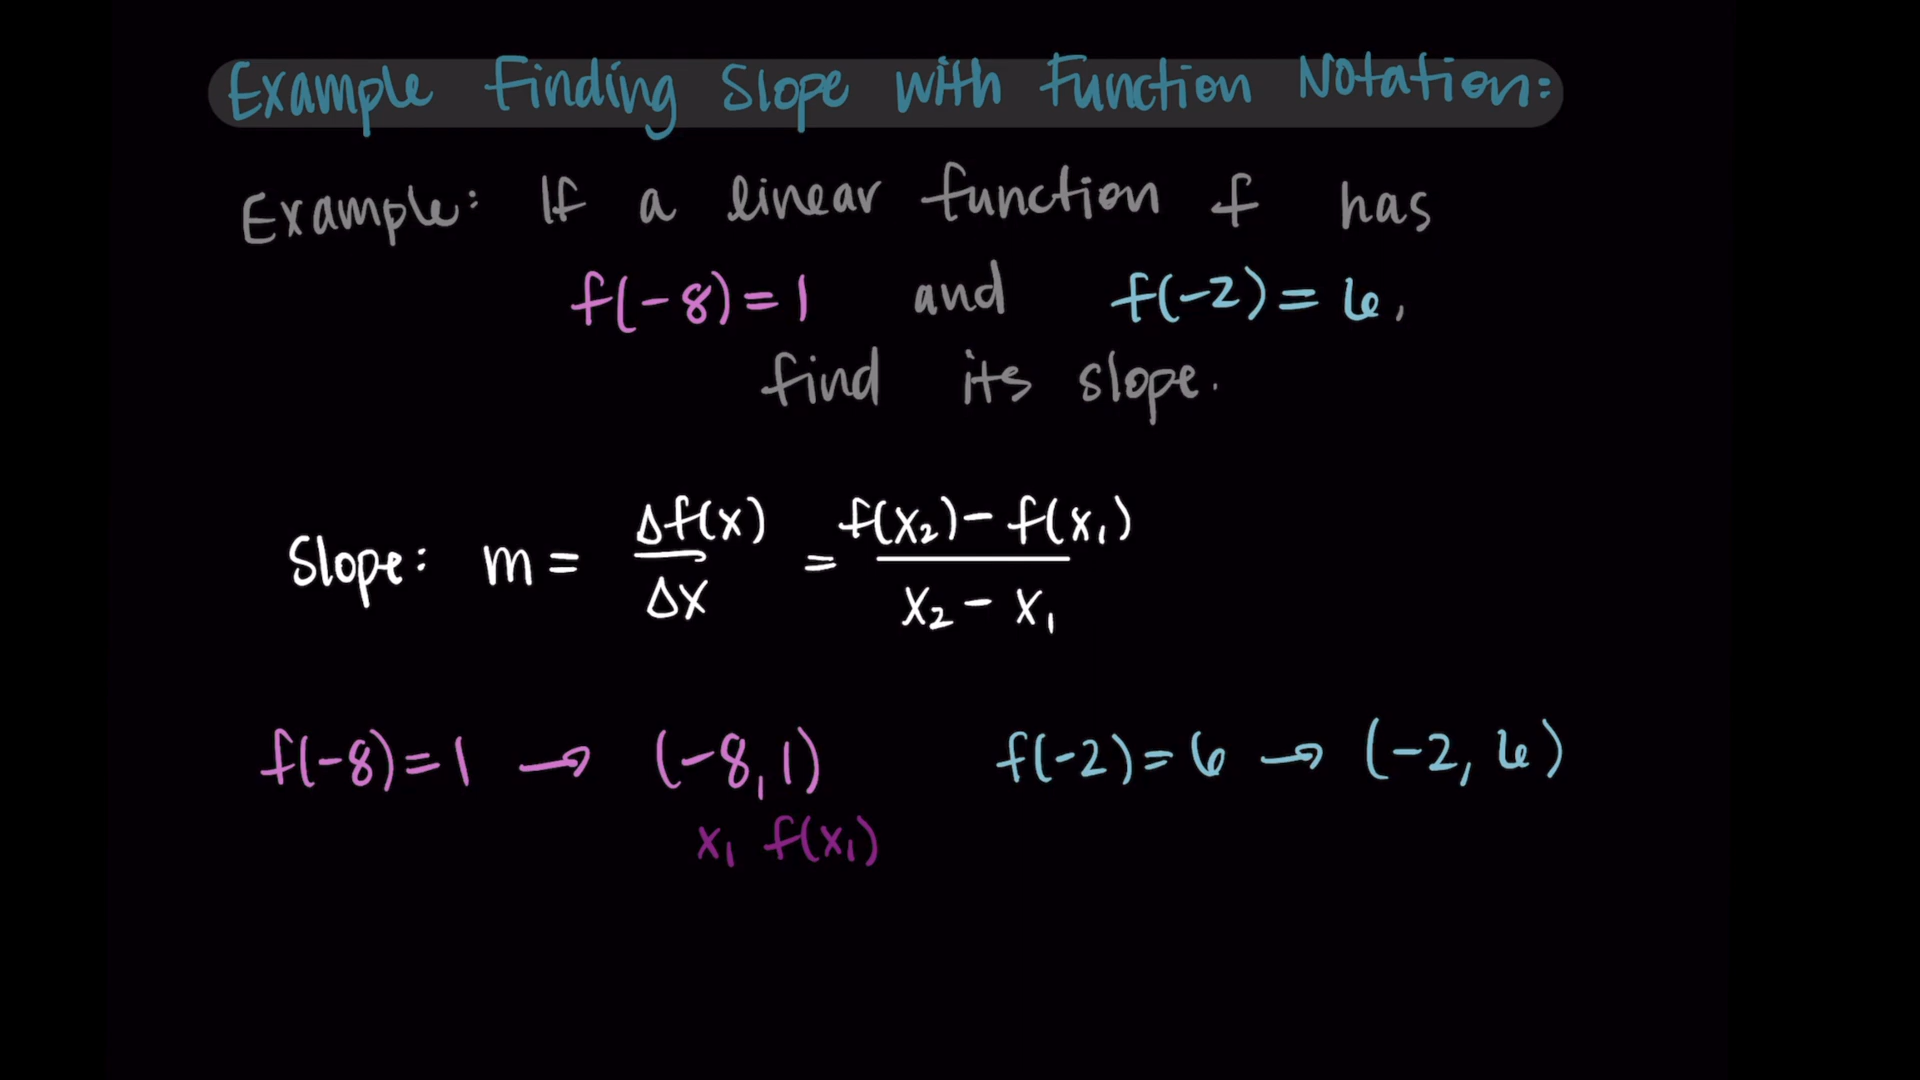 Example Finding Slope with Function Notation:
Example: If a linear function f has
f(-8)=1 and f(-2)=6,
find its slope.
Slope: m = Δf(x)/Δx = f(x₂)-f(x₁)/x₂-x₁
f(-8)=1 → (-8,1) f(-2)=6 → (-2,6)
x₁ f(x₁)